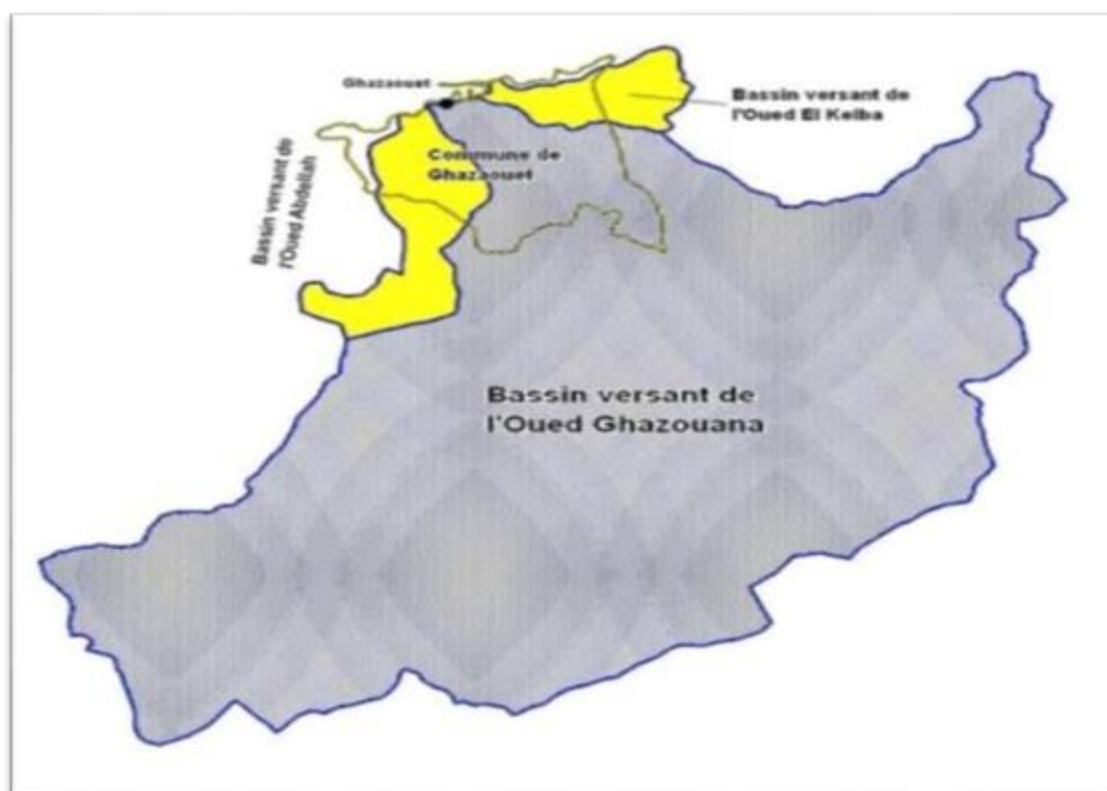 Ghazaouet
Bassin versant de
l'Oued El Kelba
Commune de
Ghazaouet
Bassin versant de
l'Oued Abdellah
Bassin versant de
l'Oued Ghazouana